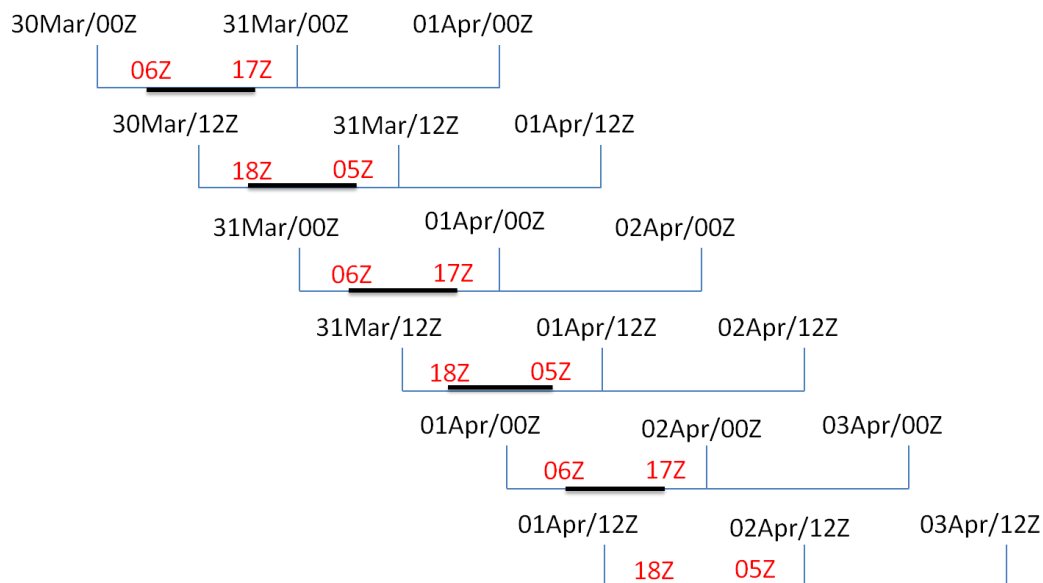 30Mar/00Z 31Mar/00Z 01Apr/00Z
06Z 17Z
30Mar/12Z 31Mar/12Z 01Apr/12Z
18Z 05Z
31Mar/00Z 01Apr/00Z 02Apr/00Z
06Z 17Z
31Mar/12Z 01Apr/12Z 02Apr/12Z
18Z 05Z
01Apr/00Z 02Apr/00Z 03Apr/00Z
06Z 17Z
01Apr/12Z 02Apr/12Z 03Apr/12Z
18Z 05Z